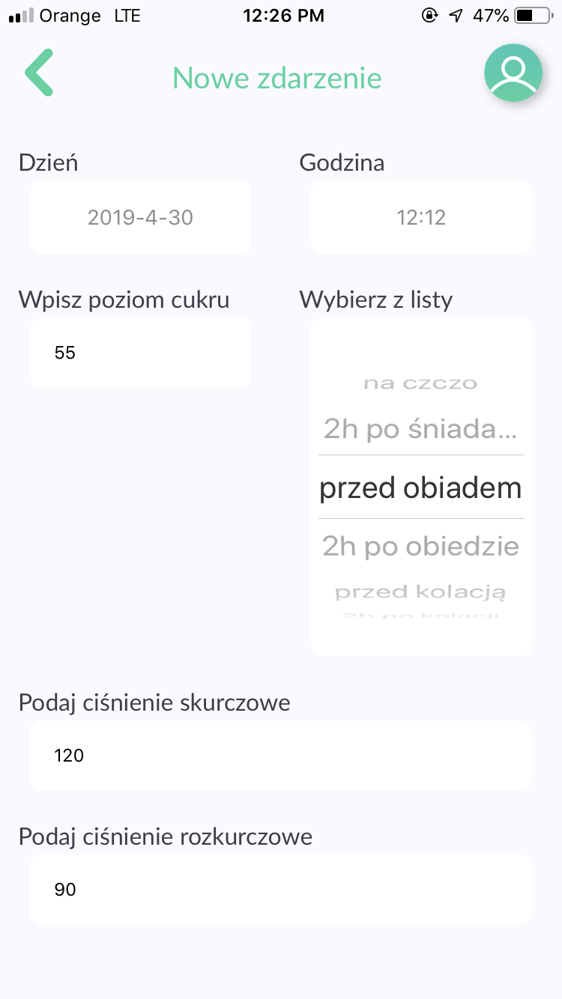 Orange LTE 12:26 PM 47%
Nowe zdarzenie
Dzień Godzina
2019-4-30 12:12
Wpisz poziom cukru Wybierz z listy
55
na czczo
2h po śniada...
przed obiadem
2h po obiedzie
przed kolacją
2h po kolacji
Podaj ciśnienie skurczowe
120
Podaj ciśnienie rozkurczowe
90